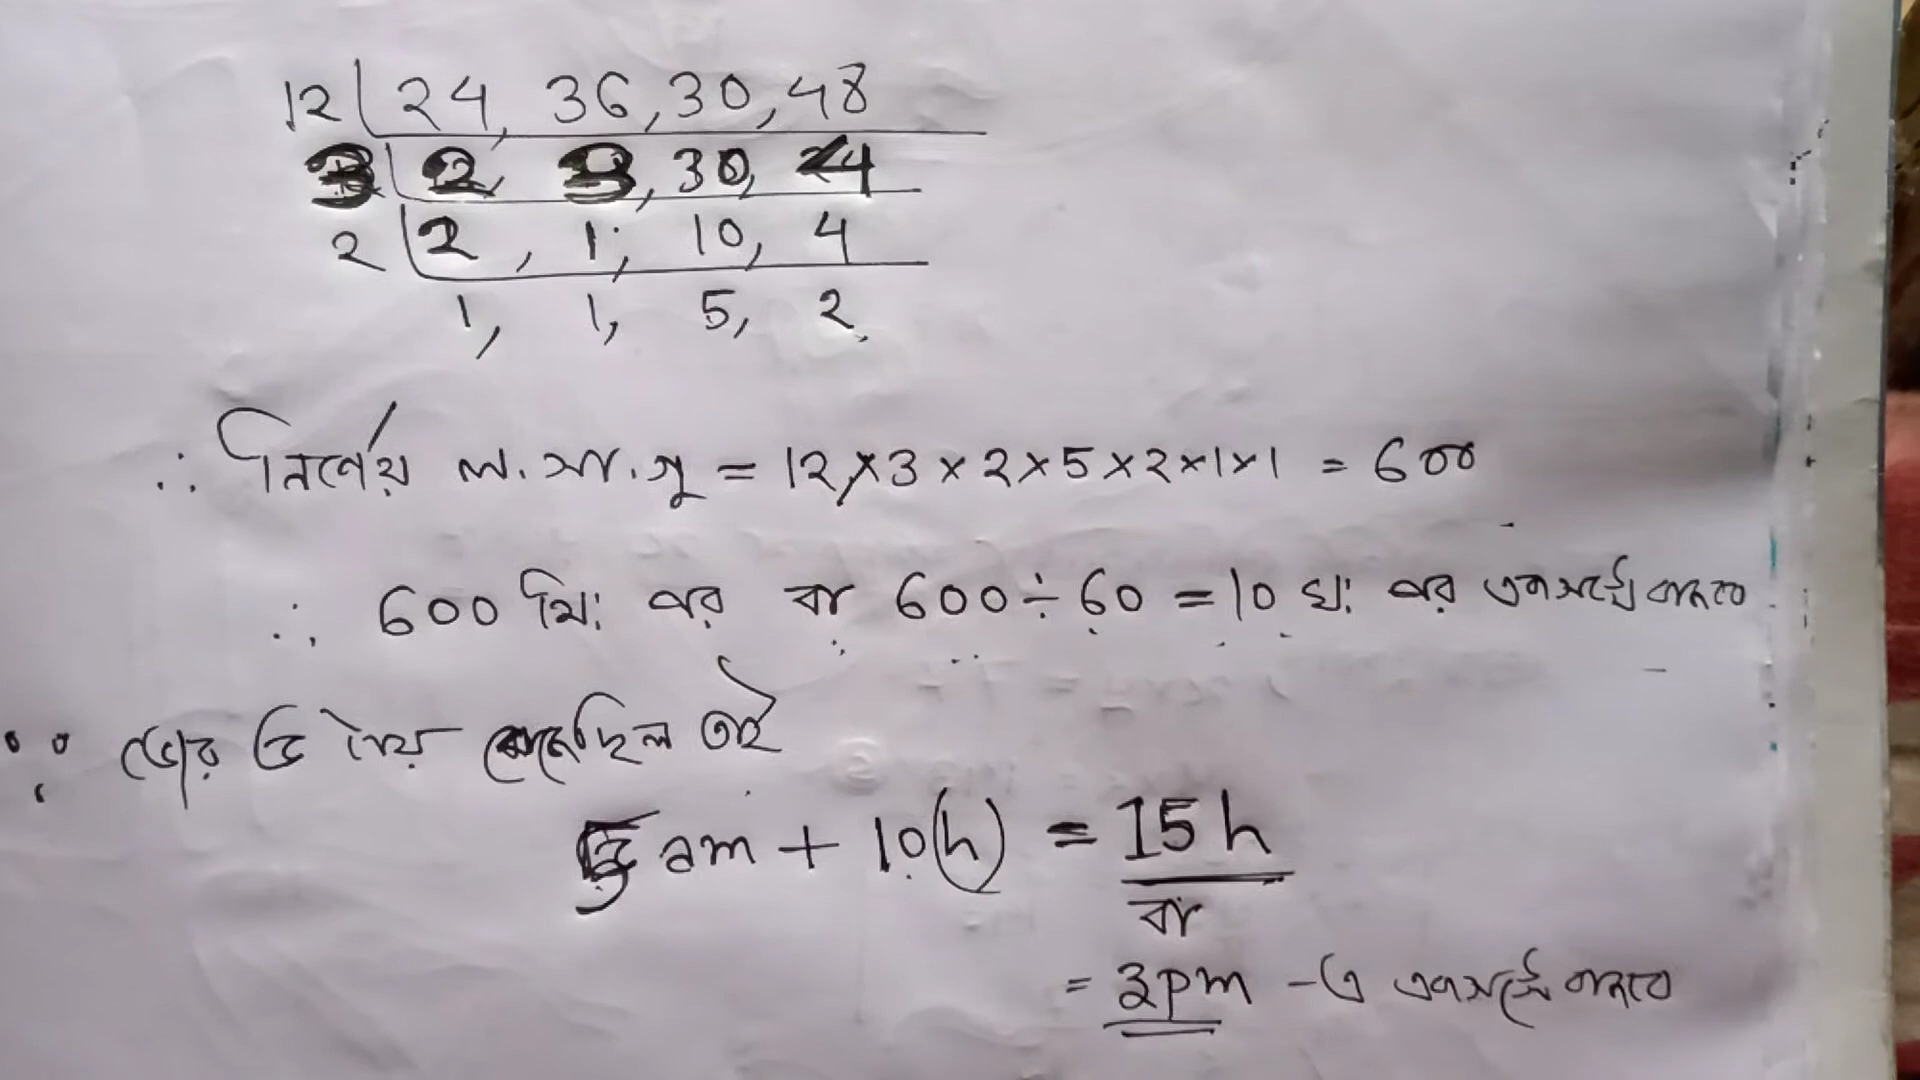 12 | 24, 36, 30, 48
3 | 2, 3, 30, 4
2 | 2, 1, 10, 4
1, 1, 5, 2
∴ নির্ণেয় ল.সা.গু = 12 × 3 × 2 × 5 × 2 × 1 × 1 = 600
∴ 600 মি: পর বা 600 ÷ 60 = 10 ঘ: পর একসঙ্গে বাজবে
∵ ভোর 5 টায় বেজেছিল তাই
5 am + 10(h) = 15 h
বা
= 3pm - এ একসঙ্গে বাজবে